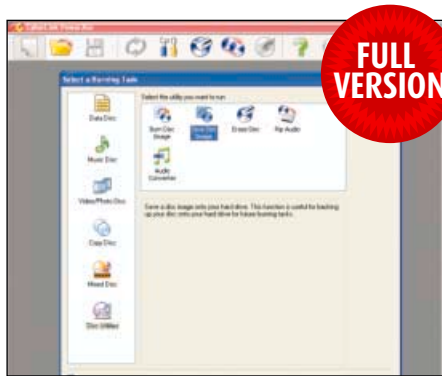 CyberLink Power2Go
FULL
VERSION
Select a Burning Task
Select the utility you want to run:
Data Disc
Music Disc
Video/Photo Disc
Copy Disc
Mixed Disc
Disc Utilities
Burn Disc
Image
Save Disc
Image
Erase Disc
Rip Audio
Audio
Converter
Save a disc image onto your hard drive. This function is useful for backing
up your disc onto your hard drive for future burning tasks.